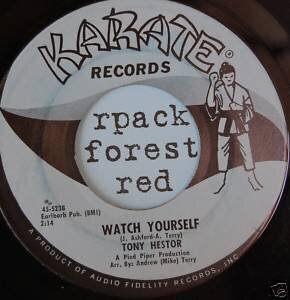 KARATE
RECORDS
rpack
forest
red
45-523B
Earlbarb Pub. (BMI)
2:14
WATCH YOURSELF
(J. Ashford-A. Terry)
TONY HESTOR
A Pied Piper Production
Arr. By: Andrew (Mike) Terry
A PRODUCT OF AUDIO FIDELITY RECORDS, INC.